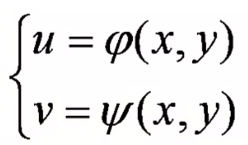 u = φ(x, y)
v = ψ(x, y)